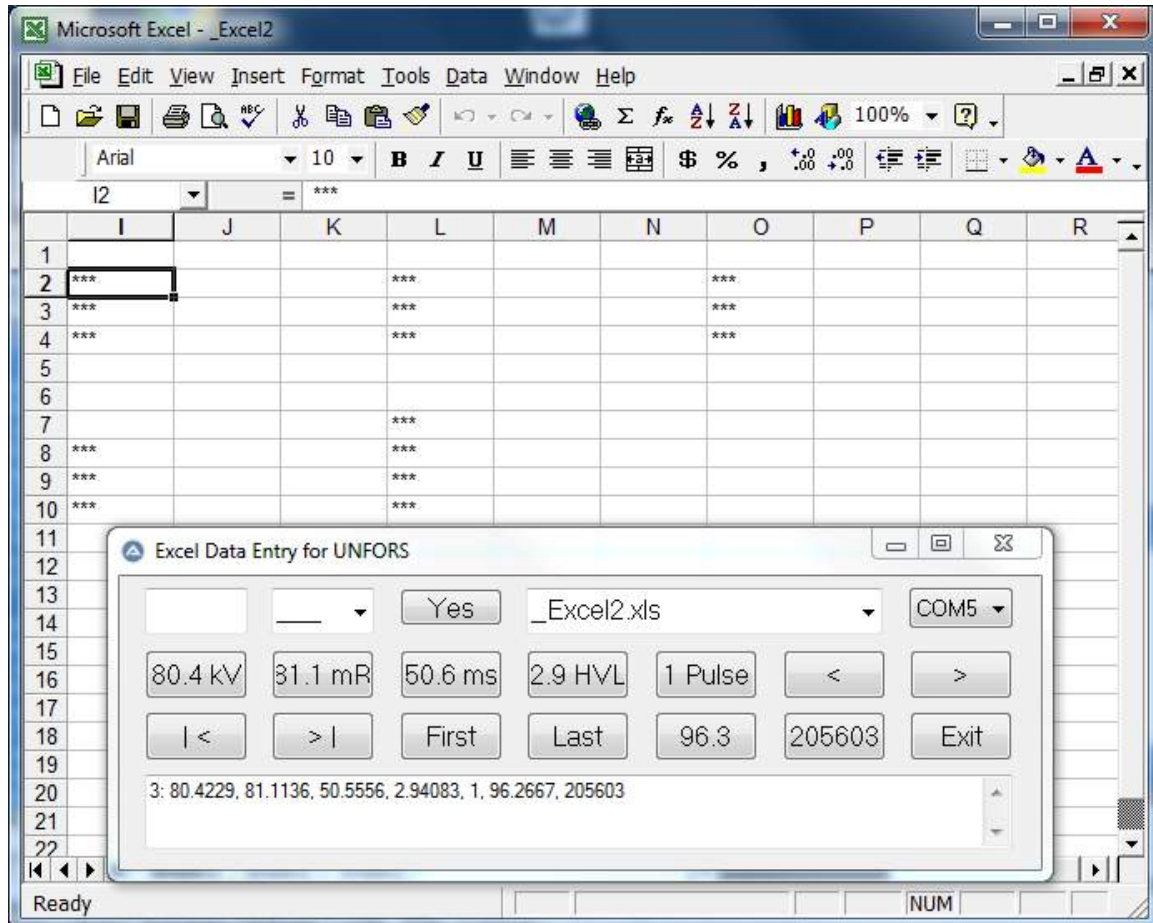 Microsoft Excel - _Excel2
File Edit View Insert Format Tools Data Window Help
100%
Arial 10 B I U $ % ,
I2 = ***
I J K L M N O P Q R
1
2 *** *** ***
3 *** *** ***
4 *** *** ***
5
6
7 ***
8 *** ***
9 *** ***
10 *** ***
11
12
13
14
15
16
17
18
19
20
21
22
Excel Data Entry for UNFORS
___ Yes _Excel2.xls COM5
80.4 kV 81.1 mR 50.6 ms 2.9 HVL 1 Pulse < >
|< >| First Last 96.3 205603 Exit
3: 80.4229, 81.1136, 50.5556, 2.94083, 1, 96.2667, 205603
Ready NUM